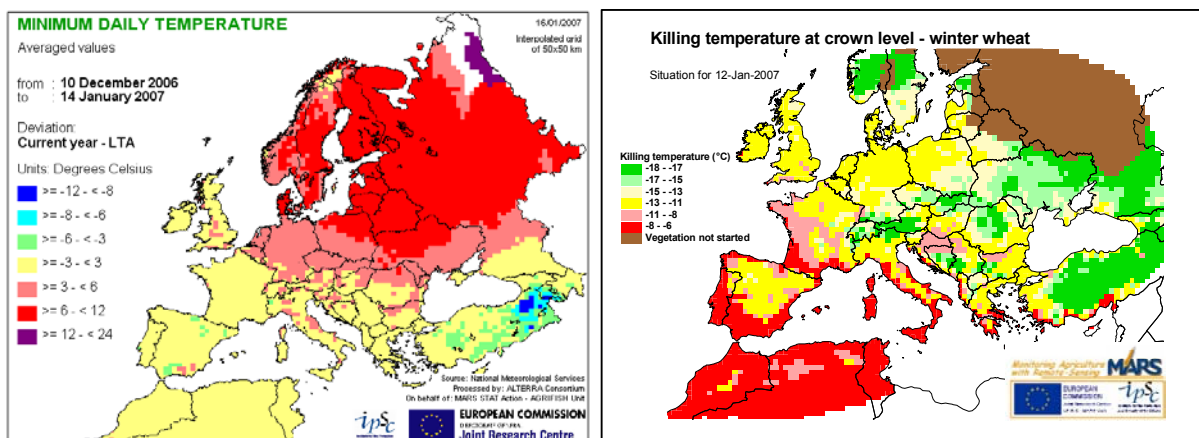 MINIMUM DAILY TEMPERATURE
16/01/2007
Interpolated grid
of 50x50 km
Averaged values
from : 10 December 2006
to : 14 January 2007
Deviation:
Current year - LTA
Units: Degrees Celsius
>= -12 - < -8
>= -8 - < -6
>= -6 - < -3
>= -3 - < 3
>= 3 - < 6
>= 6 - < 12
>= 12 - < 24
Source: National Meteorological Services
Processed by: ALTERRA Consortium
On behalf of: MARS STAT Action - AGRIFISH Unit
ipsc
EUROPEAN COMMISSION
DIRECTORATE GENERAL
Joint Research Centre
Killing temperature at crown level - winter wheat
Situation for 12-Jan-2007
Killing temperature (°C)
-18 - -17
-17 - -15
-15 - -13
-13 - -11
-11 - -8
-8 - -6
Vegetation not started
Monitoring Agriculture
with Remote Sensing
MARS
EUROPEAN
COMMISSION
ipsc